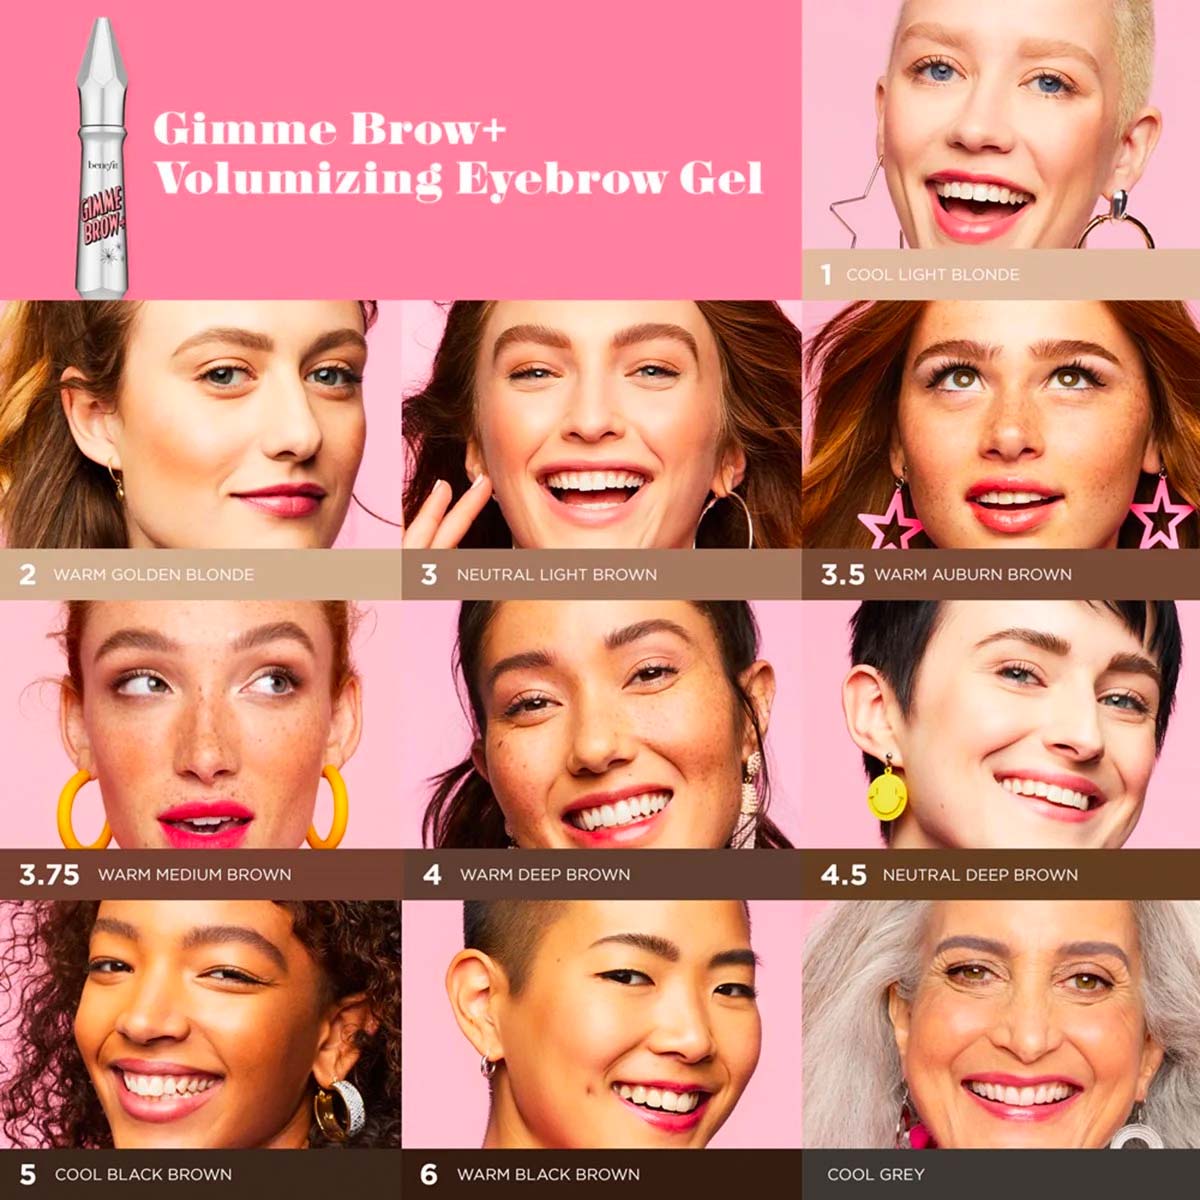 Gimme Brow+
Volumizing Eyebrow Gel
benefit
GIMME
BROW+
1 COOL LIGHT BLONDE
2 WARM GOLDEN BLONDE
3 NEUTRAL LIGHT BROWN
3.5 WARM AUBURN BROWN
3.75 WARM MEDIUM BROWN
4 WARM DEEP BROWN
4.5 NEUTRAL DEEP BROWN
5 COOL BLACK BROWN
6 WARM BLACK BROWN
COOL GREY